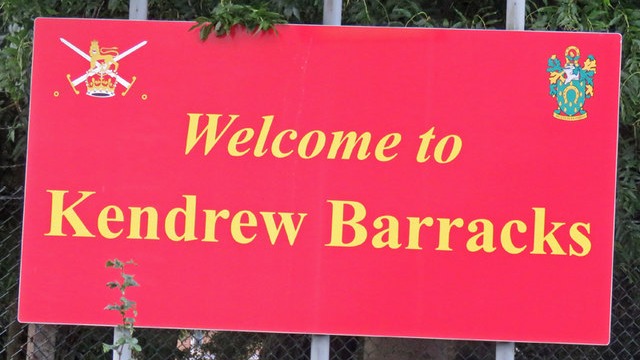 Welcome to
Kendrew Barracks